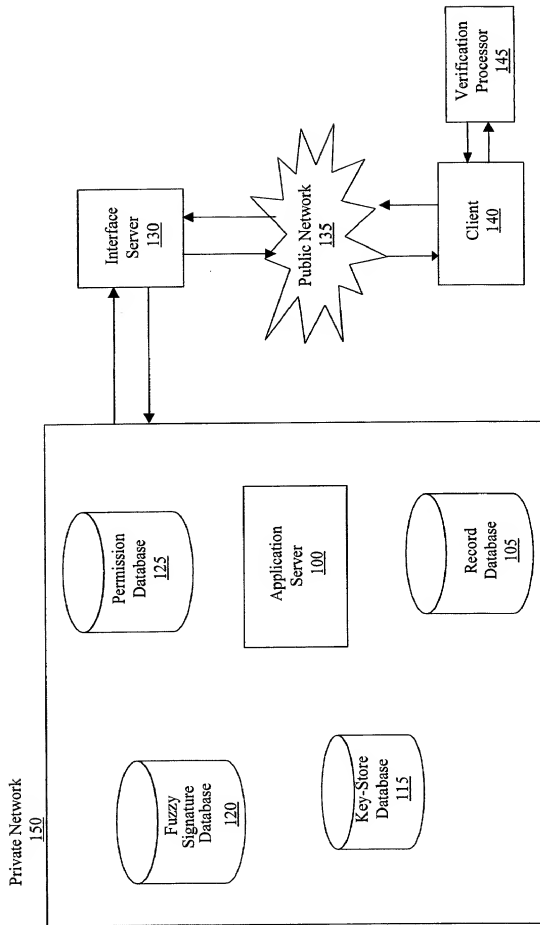 Private Network
150
Fuzzy
Signature
Database
120
Permission
Database
125
Key-Store
Database
115
Application
Server
100
Record
Database
105
Interface
Server
130
Public Network
135
Client
140
Verification
Processor
145